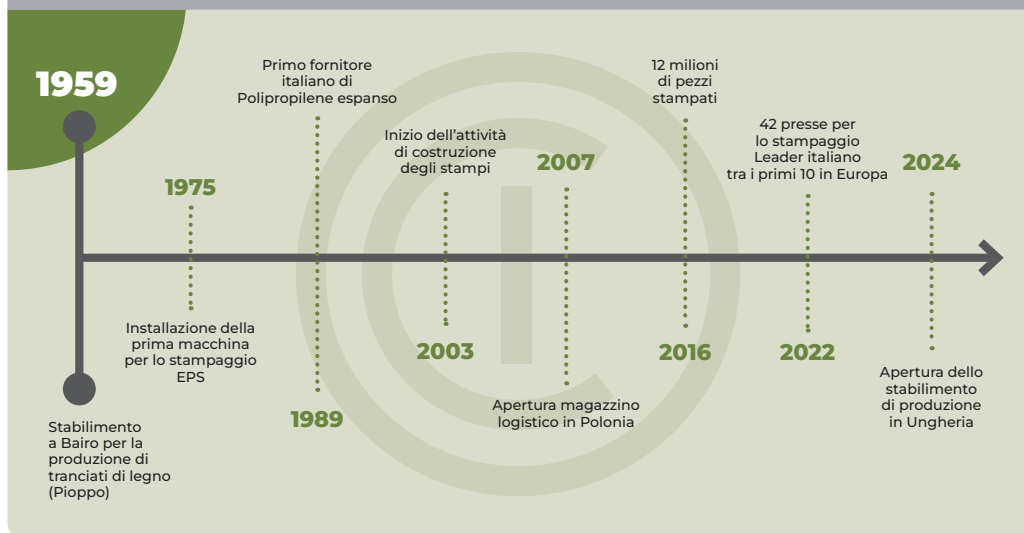 1959
Stabilimento
a Bairo per la
produzione di
tranciati di legno
(Pioppo)
1975
Installazione della
prima macchina
per lo stampaggio
EPS
Primo fornitore
italiano di
Polipropilene espanso
1989
Inizio dell'attività
di costruzione
degli stampi
2003
2007
Apertura magazzino
logistico in Polonia
12 milioni
di pezzi
stampati
2016
42 presse per
lo stampaggio
Leader italiano
tra i primi 10 in Europa
2022
2024
Apertura dello
stabilimento
di produzione
in Ungheria